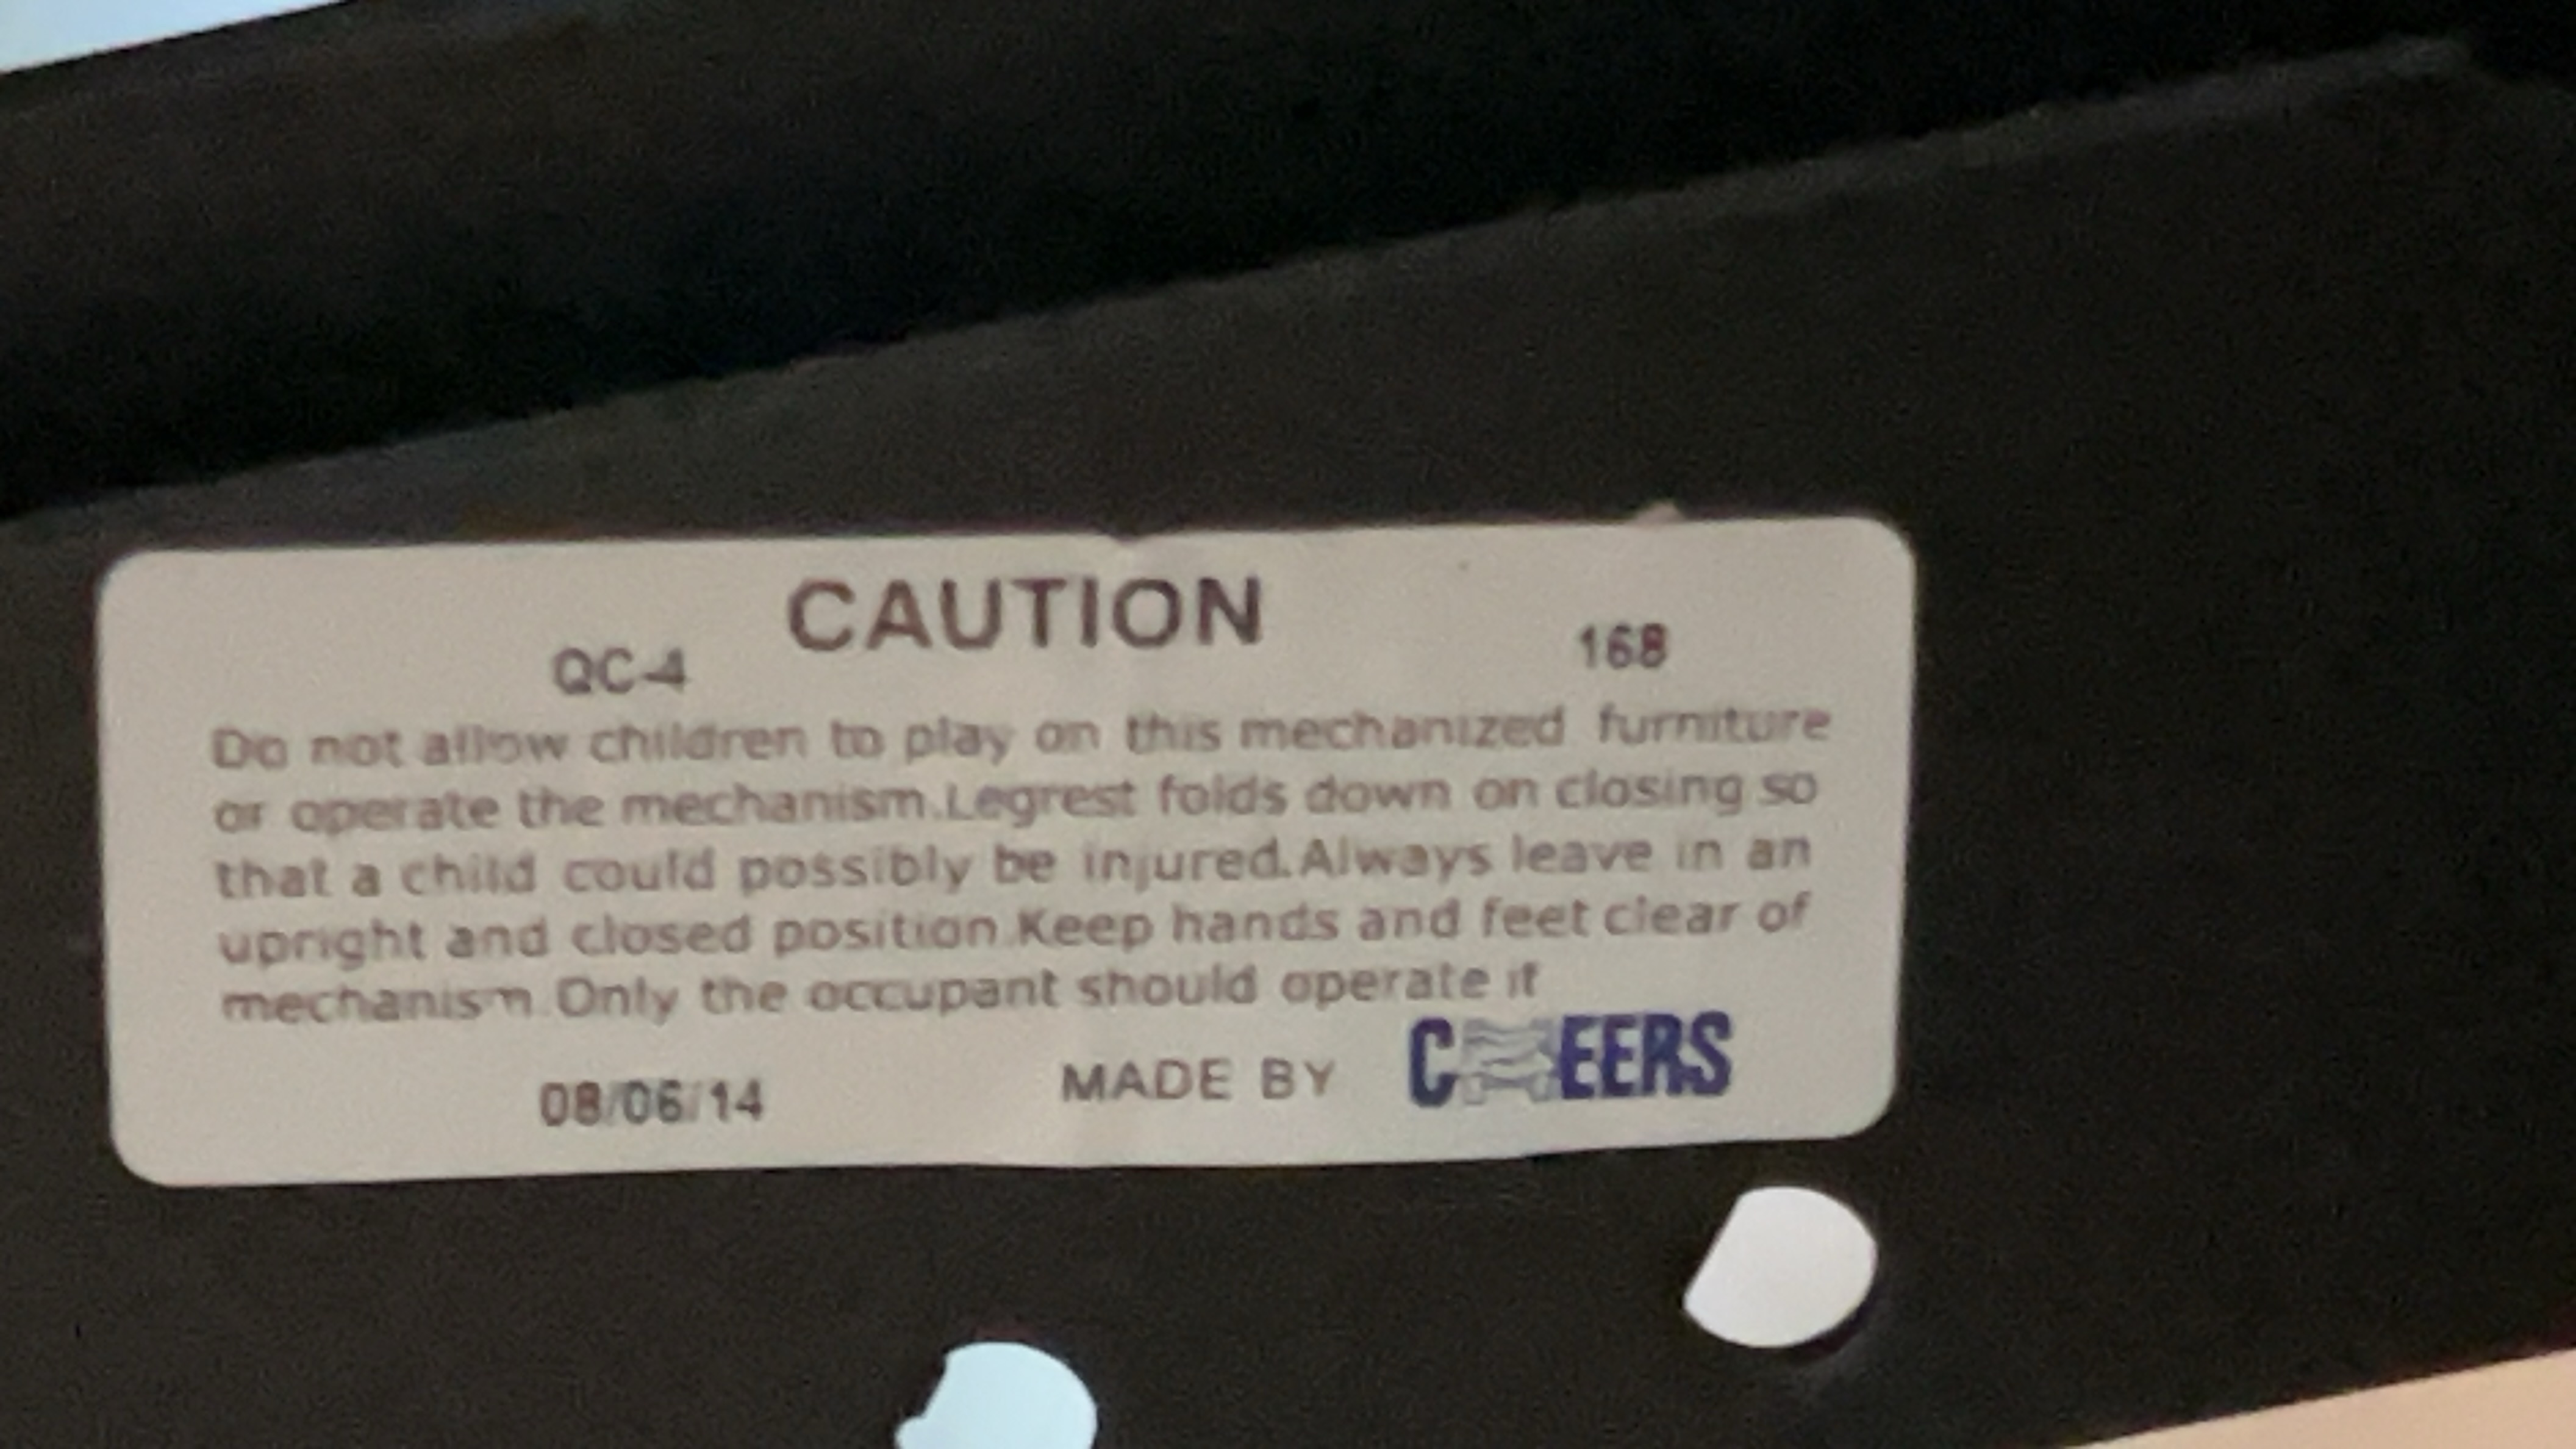 CAUTION
QC-4 168
Do not allow children to play on this mechanized furniture
or operate the mechanism.Legrest folds down on closing so
that a child could possibly be injured.Always leave in an
upright and closed position.Keep hands and feet clear of
mechanism.Only the occupant should operate it
08/06/14 MADE BY CHEERS